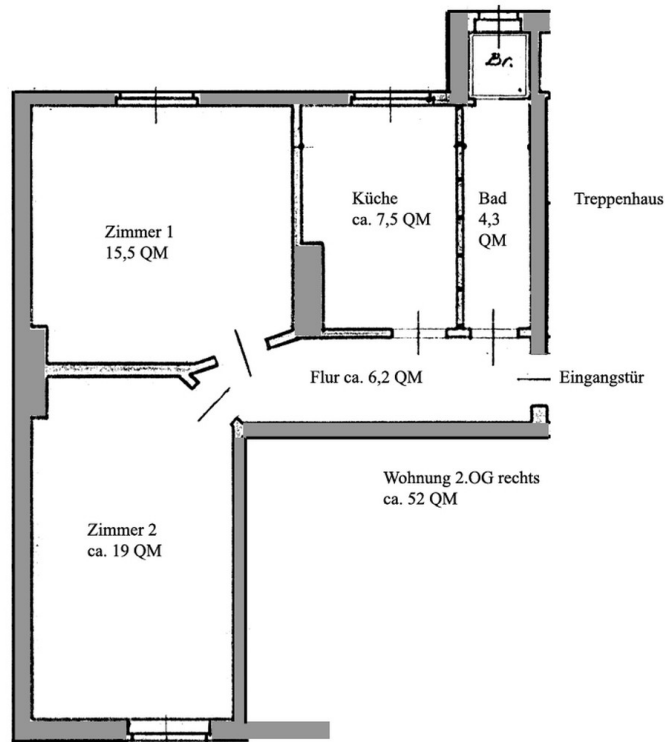 Br.
Küche
ca. 7,5 QM
Bad
4,3
QM
Treppenhaus
Zimmer 1
15,5 QM
Flur ca. 6,2 QM
Eingangstür
Wohnung 2.OG rechts
ca. 52 QM
Zimmer 2
ca. 19 QM